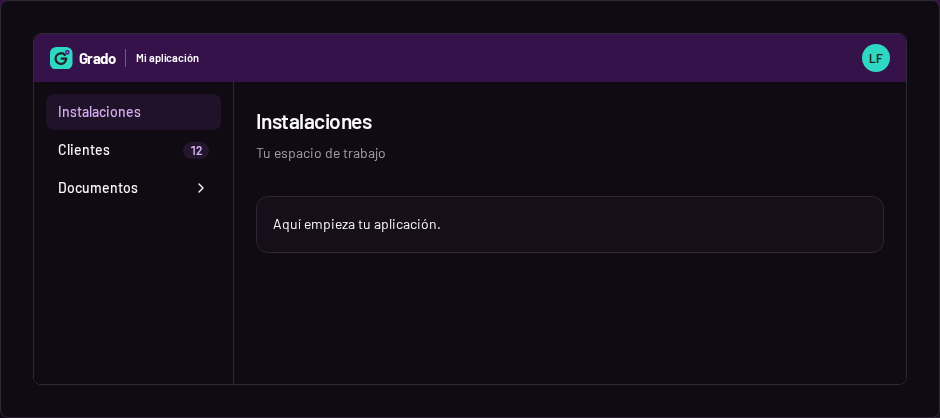 Grado
Mi aplicación
LF
Instalaciones
Clientes
12
Documentos
Instalaciones
Tu espacio de trabajo
Aquí empieza tu aplicación.